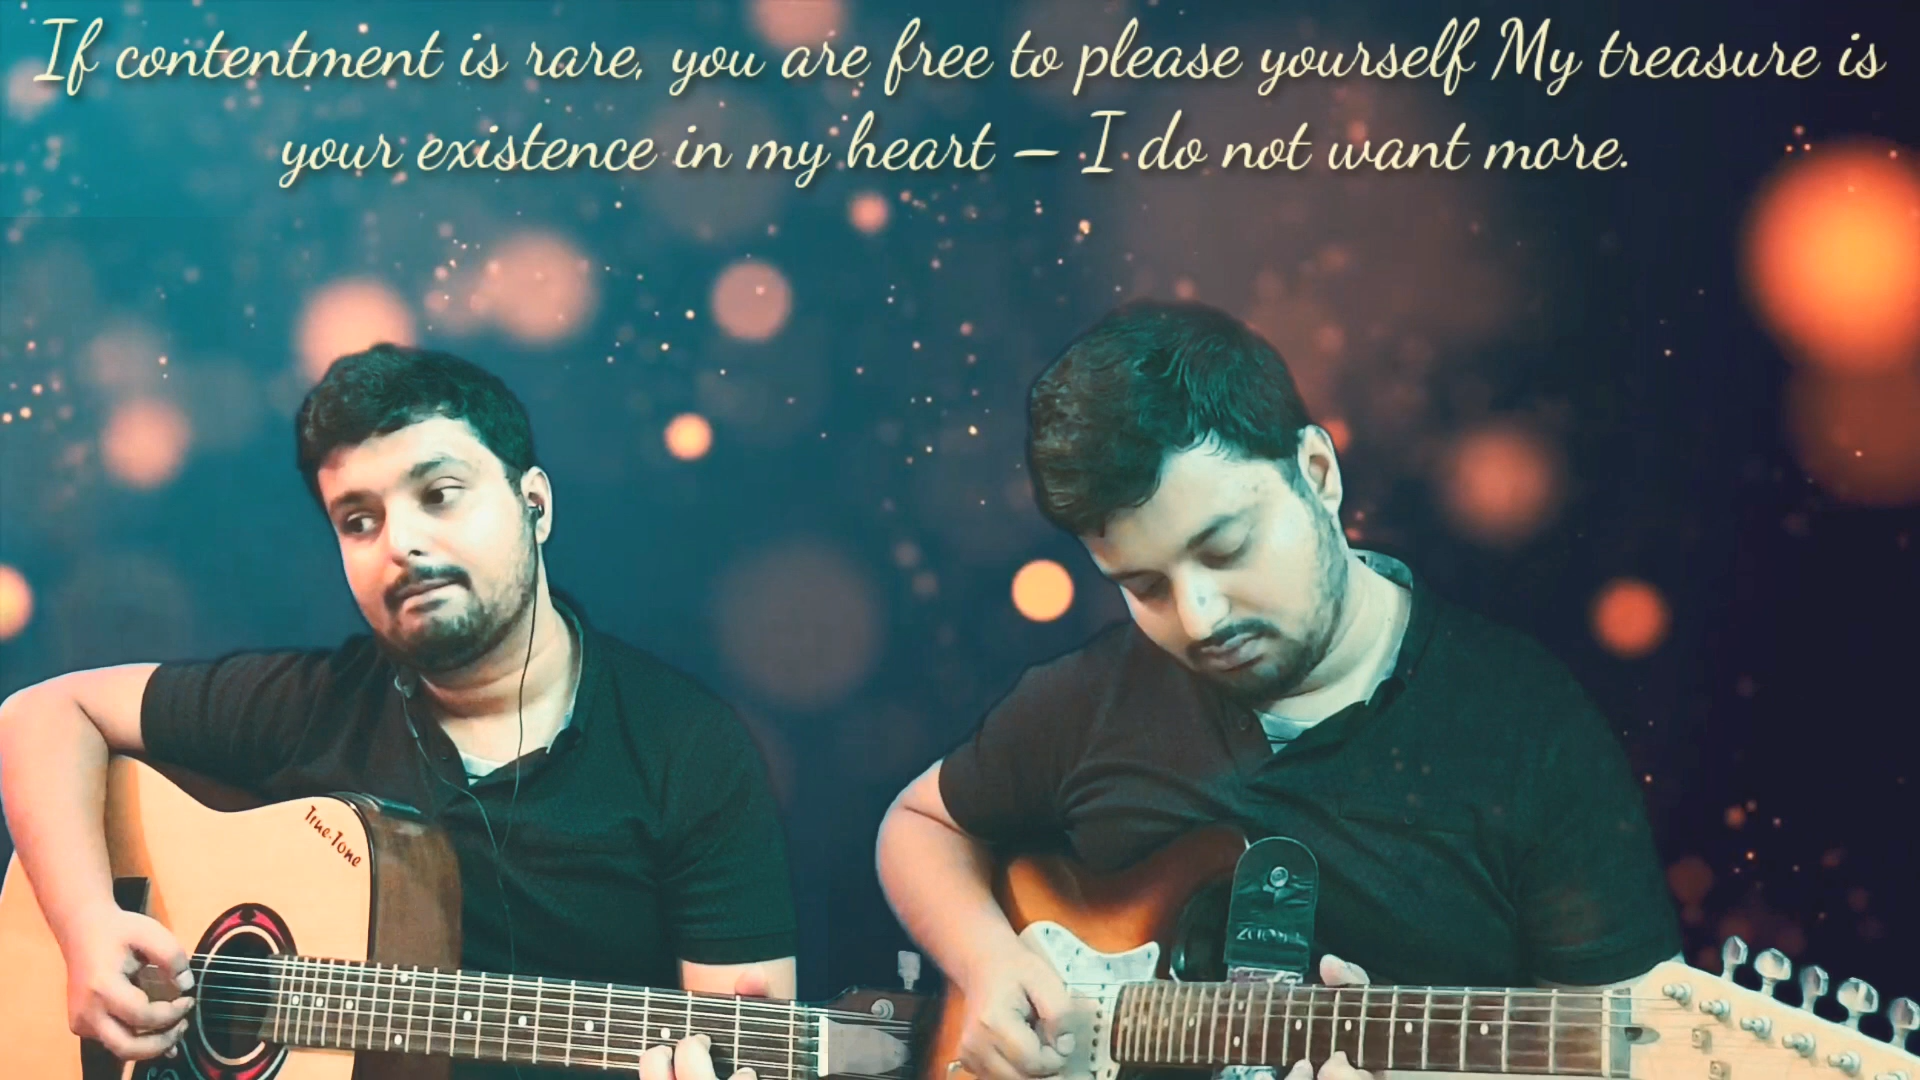 If contentment is rare, you are free to please yourself My treasure is
your existence in my heart – I do not want more.
True.Tone
ZOOM